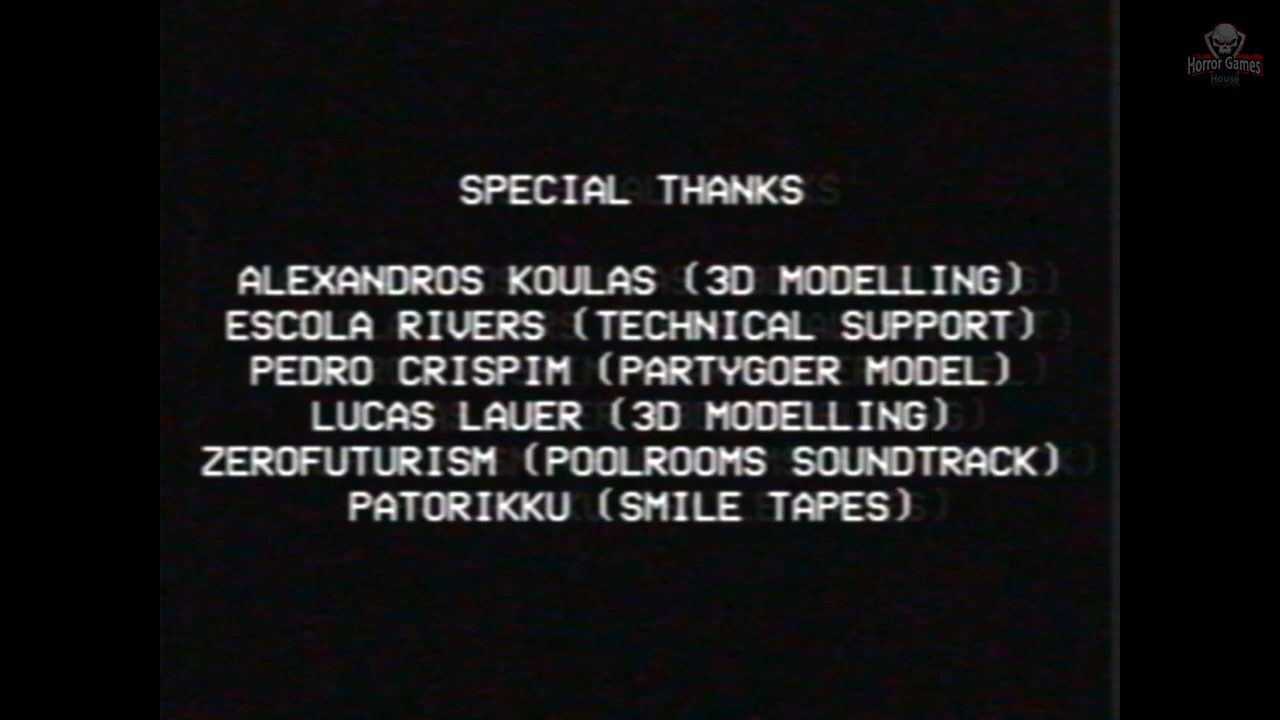 Horror Games
House
SPECIAL THANKS
ALEXANDROS KOULAS (3D MODELLING)
ESCOLA RIVERS (TECHNICAL SUPPORT)
PEDRO CRISPIM (PARTYGOER MODEL)
LUCAS LAUER (3D MODELLING)
ZEROFUTURISM (POOLROOMS SOUNDTRACK)
PATORIKKU (SMILE TAPES)